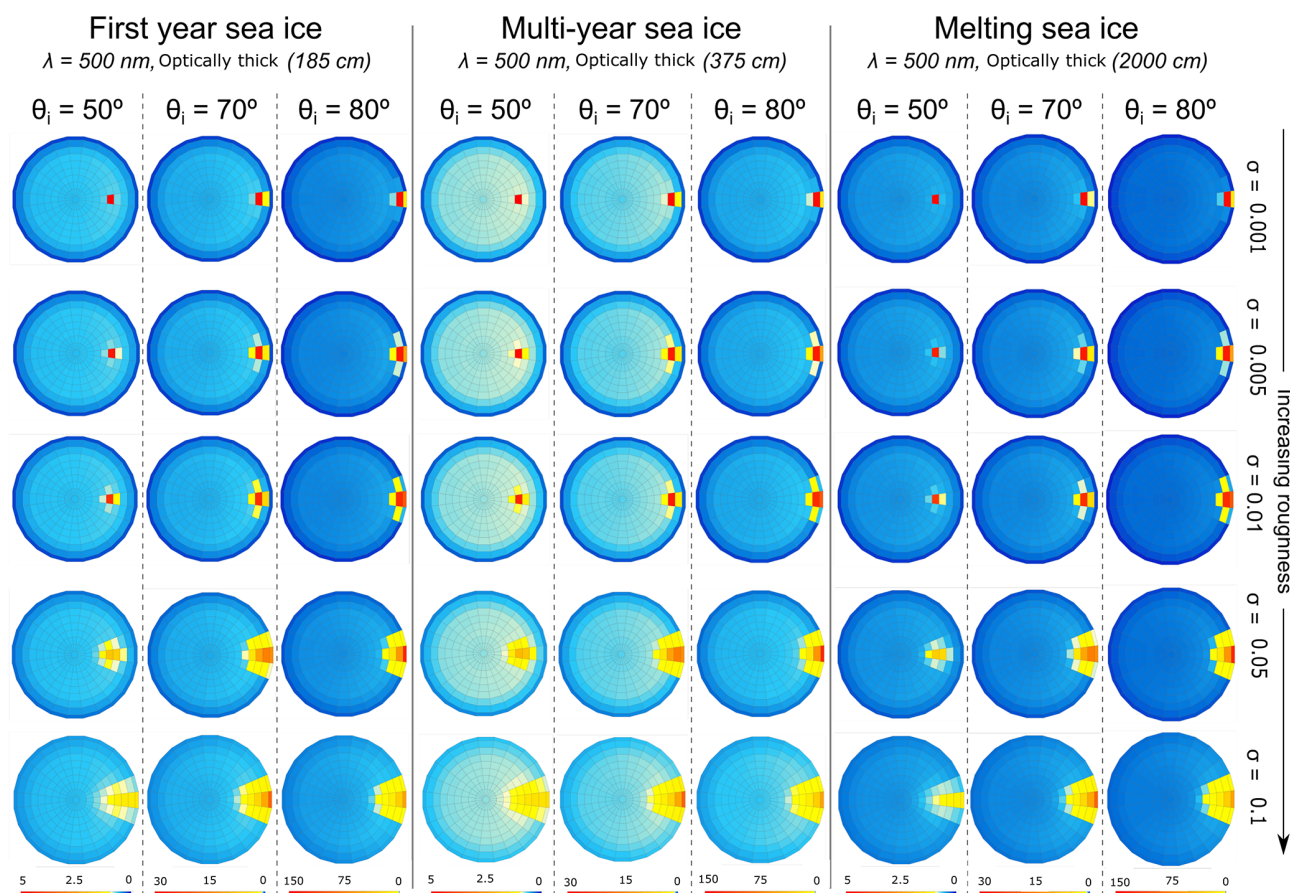 First year sea ice
λ = 500 nm, Optically thick (185 cm)
Multi-year sea ice
λ = 500 nm, Optically thick (375 cm)
Melting sea ice
λ = 500 nm, Optically thick (2000 cm)
θi = 50º
θi = 70º
θi = 80º
θi = 50º
θi = 70º
θi = 80º
θi = 50º
θi = 70º
θi = 80º
σ = 0.001
σ = 0.005
σ = 0.01
σ = 0.05
σ = 0.1
Increasing roughness
5 2.5 0
30 15 0
150 75 0
5 2.5 0
30 15 0
150 75 0
5 2.5 0
30 15 0
150 75 0